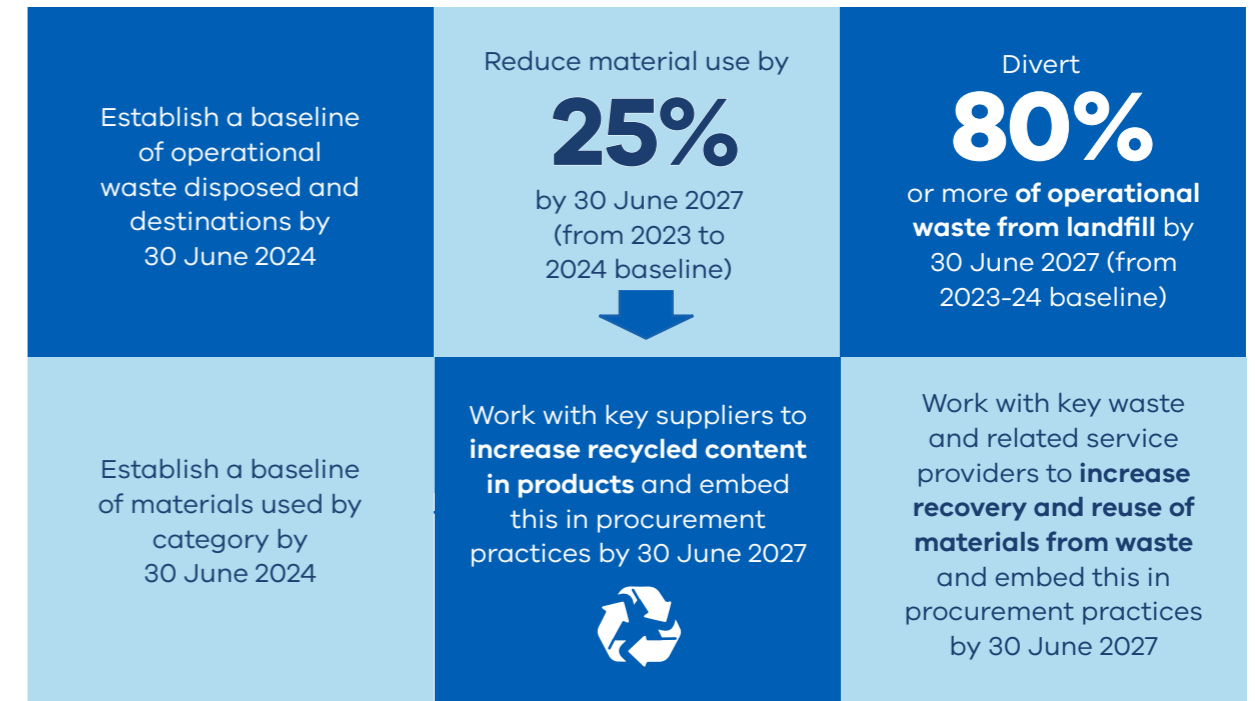 Establish a baseline
of operational
waste disposed and
destinations by
30 June 2024
Reduce material use by
25%
by 30 June 2027
(from 2023 to
2024 baseline)
Divert
80%
or more of operational
waste from landfill by
30 June 2027 (from
2023-24 baseline)
Establish a baseline
of materials used by
category by
30 June 2024
Work with key suppliers to
increase recycled content
in products and embed
this in procurement
practices by 30 June 2027
Work with key waste
and related service
providers to increase
recovery and reuse of
materials from waste
and embed this in
procurement practices
by 30 June 2027